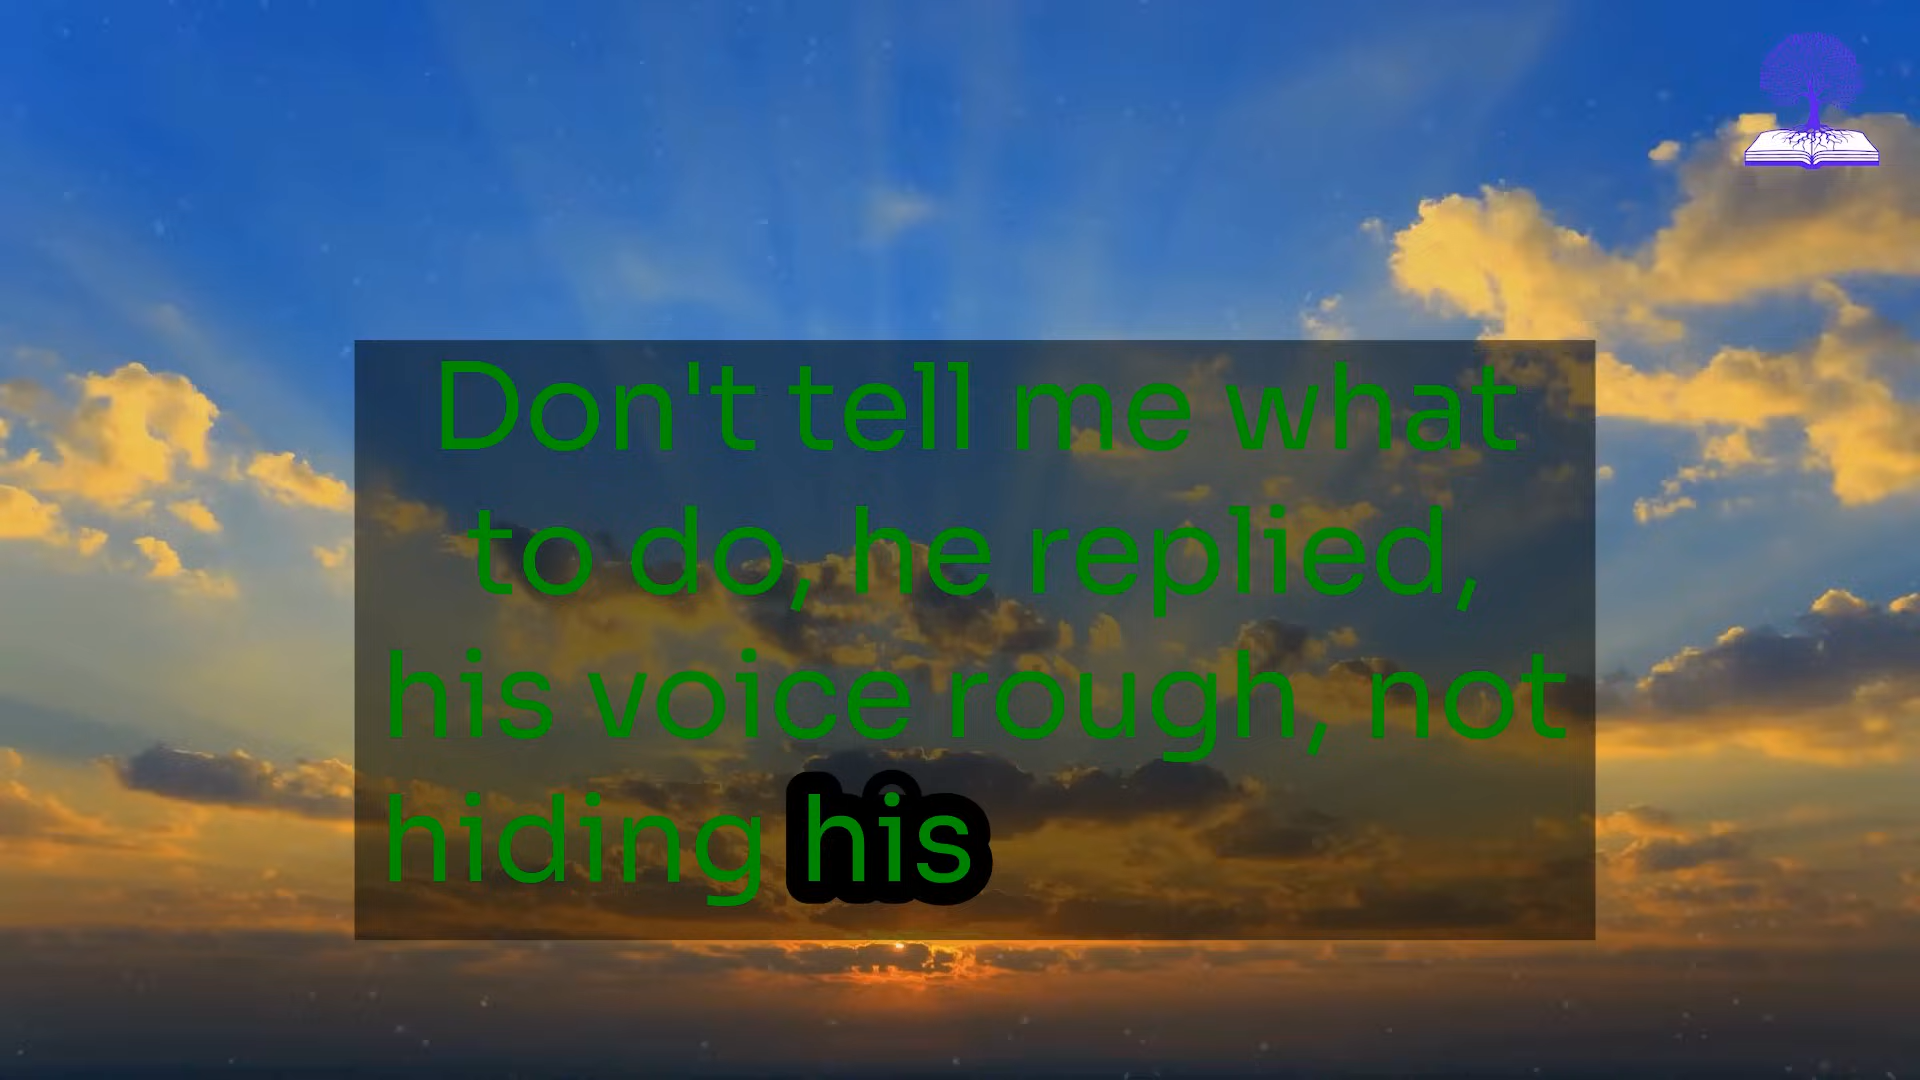 Don't tell me what
to do, he replied,
his voice rough, not
hiding his